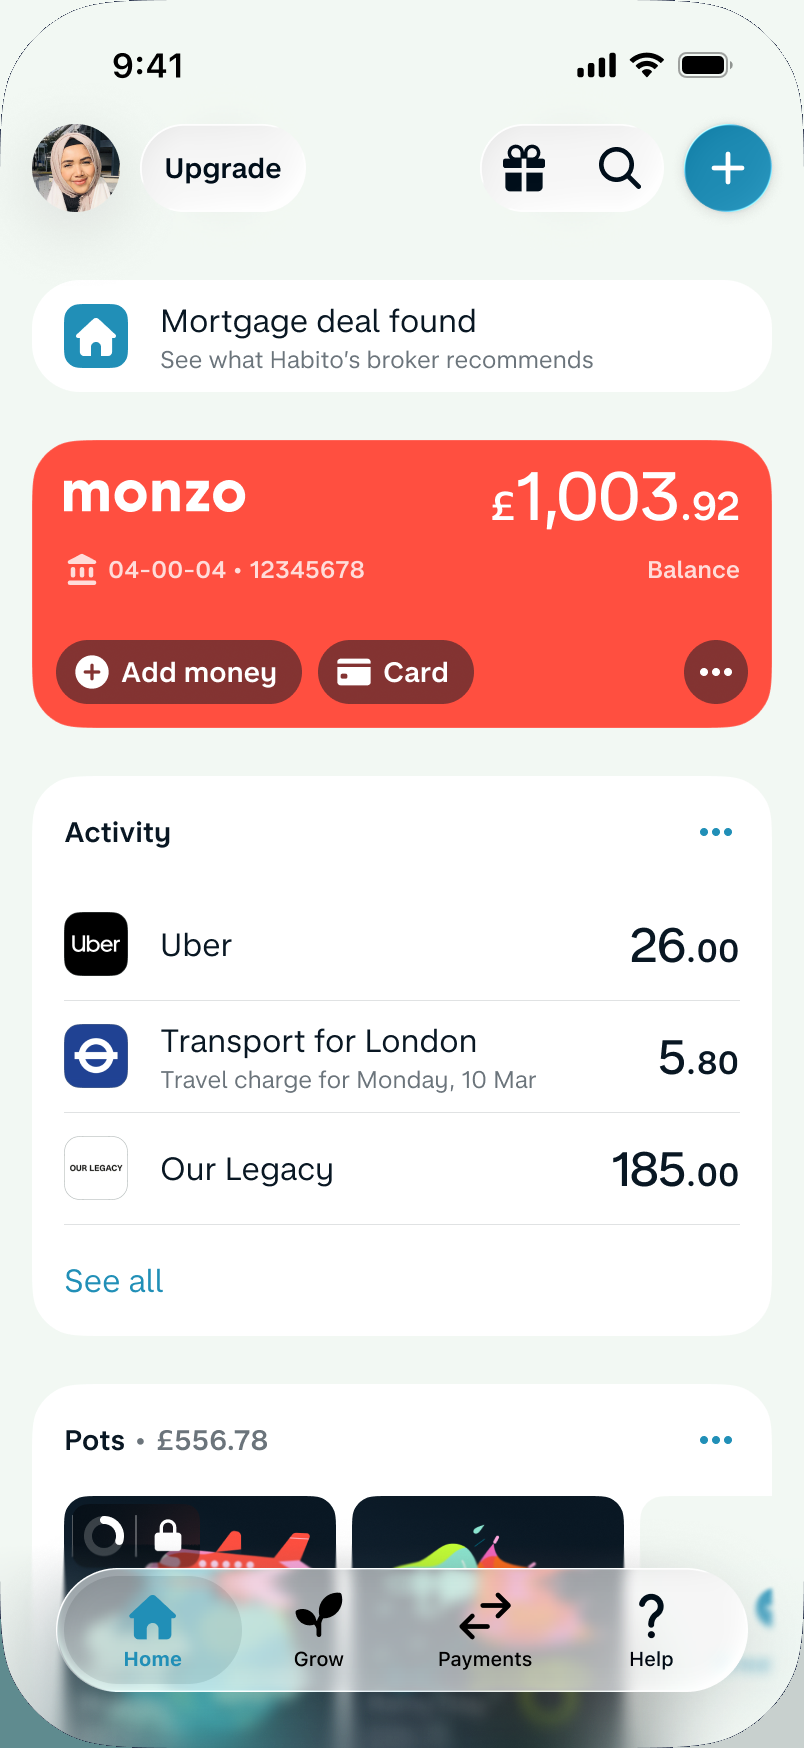 9:41
Upgrade
Mortgage deal found
See what Habito's broker recommends
monzo
£1,003.92
04-00-04 • 12345678
Balance
Add money
Card
Activity
Uber
Uber
26.00
Transport for London
5.80
Travel charge for Monday, 10 Mar
OUR LEGACY
Our Legacy
185.00
See all
Pots • £556.78
Home
Grow
Payments
Help